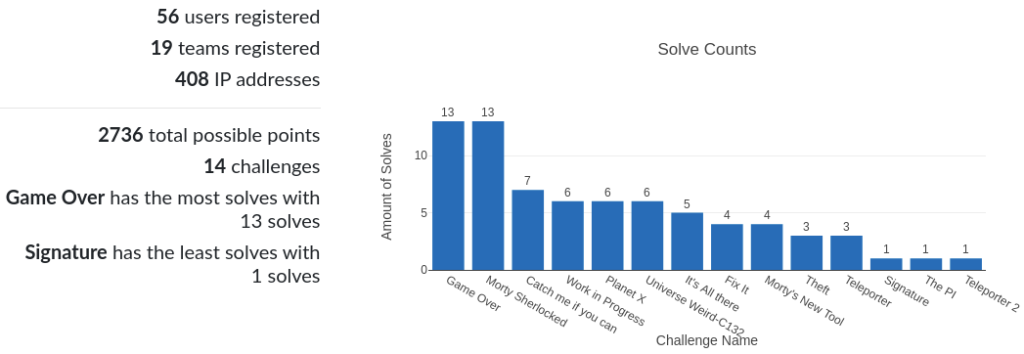 56 users registered
19 teams registered
408 IP addresses
2736 total possible points
14 challenges
Game Over has the most solves with
13 solves
Signature has the least solves with
1 solves
Solve Counts
Amount of Solves
10
5
0
13
13
7
6
6
6
5
4
4
3
3
1
1
1
Game Over
Morty Sherlocked
Catch me if you can
Work in Progress
Planet X
Universe Weird-C132
It's All there
Fix It
Morty's New Tool
Theft
Teleporter
Signature
The PI
Teleporter 2
Challenge Name